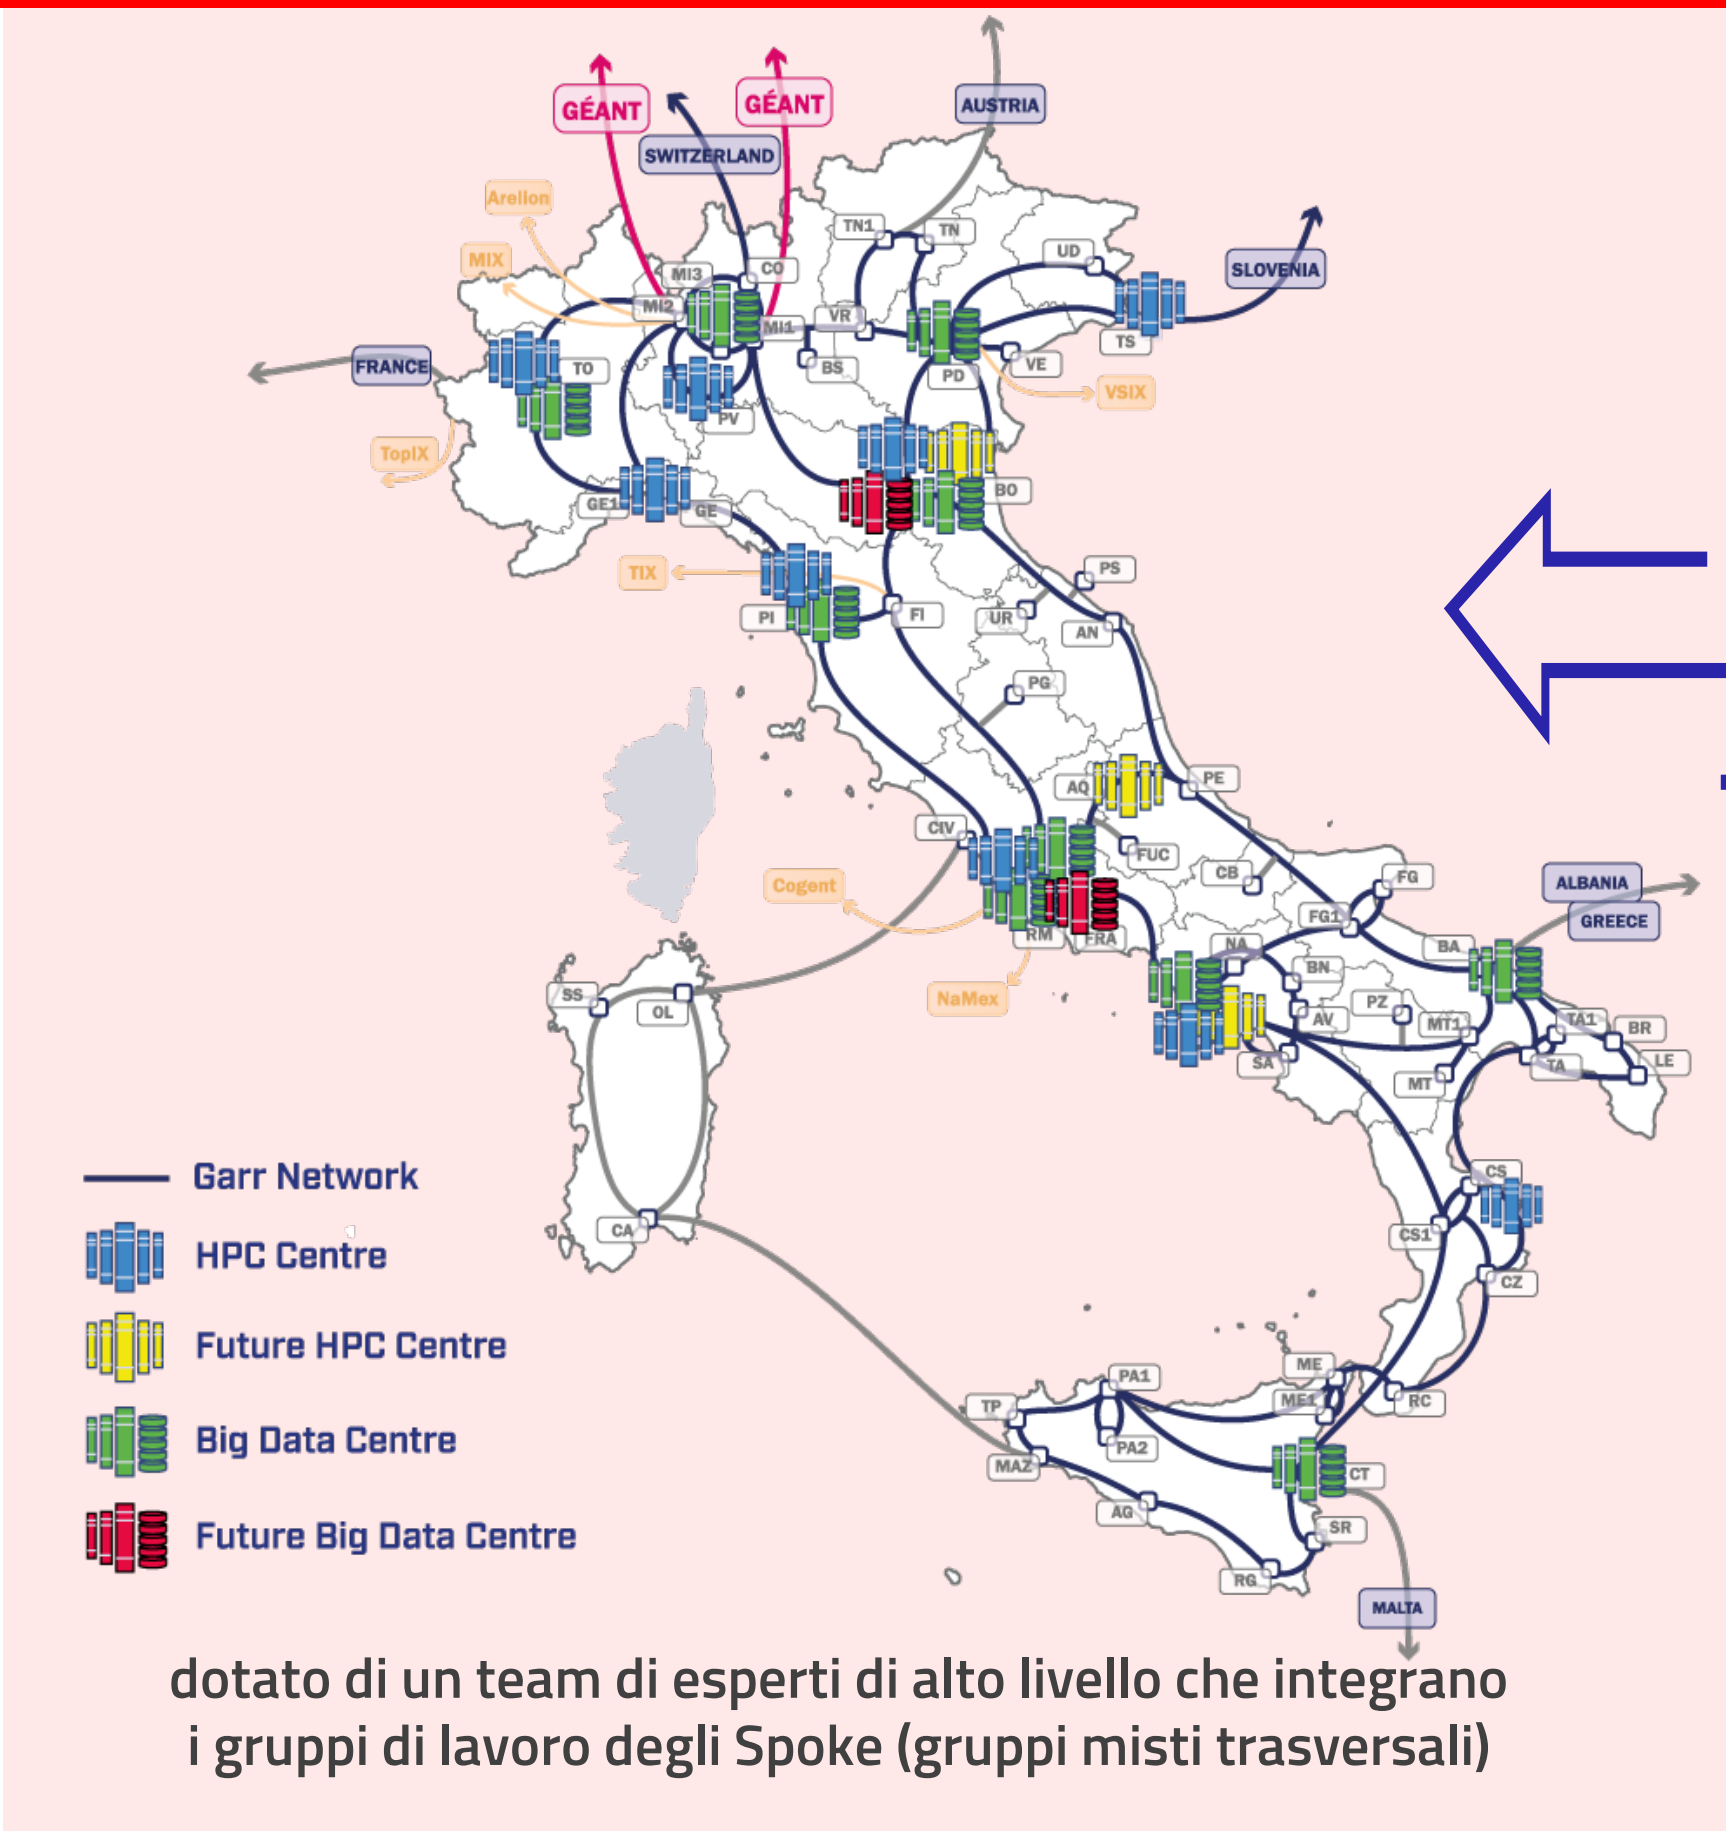 AUSTRIA
GÉANT
GÉANT
SWITZERLAND
Arelion
TN1
TN
MIX
UD
SLOVENIA
MI3
CO
MI2
MI1
VR
TS
FRANCE
TO
BS
PD
VE
VSIX
PV
TopIX
BO
GE1
GE
TIX
PS
PI
FI
UR
AN
PG
AQ
PE
CIV
FUC
CB
FG
Cogent
ALBANIA
GREECE
FG1
RM
FRA
NA
BA
BN
NaMex
SS
OL
PZ
AV
MT1
TA1
BR
SA
TA
LE
MT
CS
Garr Network
CA
CS1
HPC Centre
CZ
Future HPC Centre
ME
PA1
TP
ME1
RC
Big Data Centre
PA2
MAZ
CT
AG
SR
Future Big Data Centre
RG
MALTA
dotato di un team di esperti di alto livello che integrano
i gruppi di lavoro degli Spoke (gruppi misti trasversali)